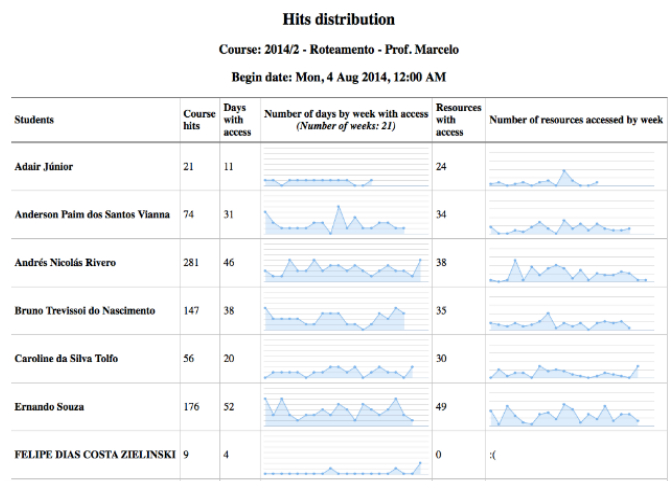 Hits distribution
Course: 2014/2 - Roteamento - Prof. Marcelo
Begin date: Mon, 4 Aug 2014, 12:00 AM
Students Course hits Days with access Number of days by week with access (Number of weeks: 21) Resources with access Number of resources accessed by week
Adair Júnior 21 11 24
Anderson Paim dos Santos Vianna 74 31 34
Andrés Nicolás Rivero 281 46 38
Bruno Trevissoi do Nascimento 147 38 35
Caroline da Silva Tolfo 56 20 30
Ernando Souza 176 52 49
FELIPE DIAS COSTA ZIELINSKI 9 4 0 :(